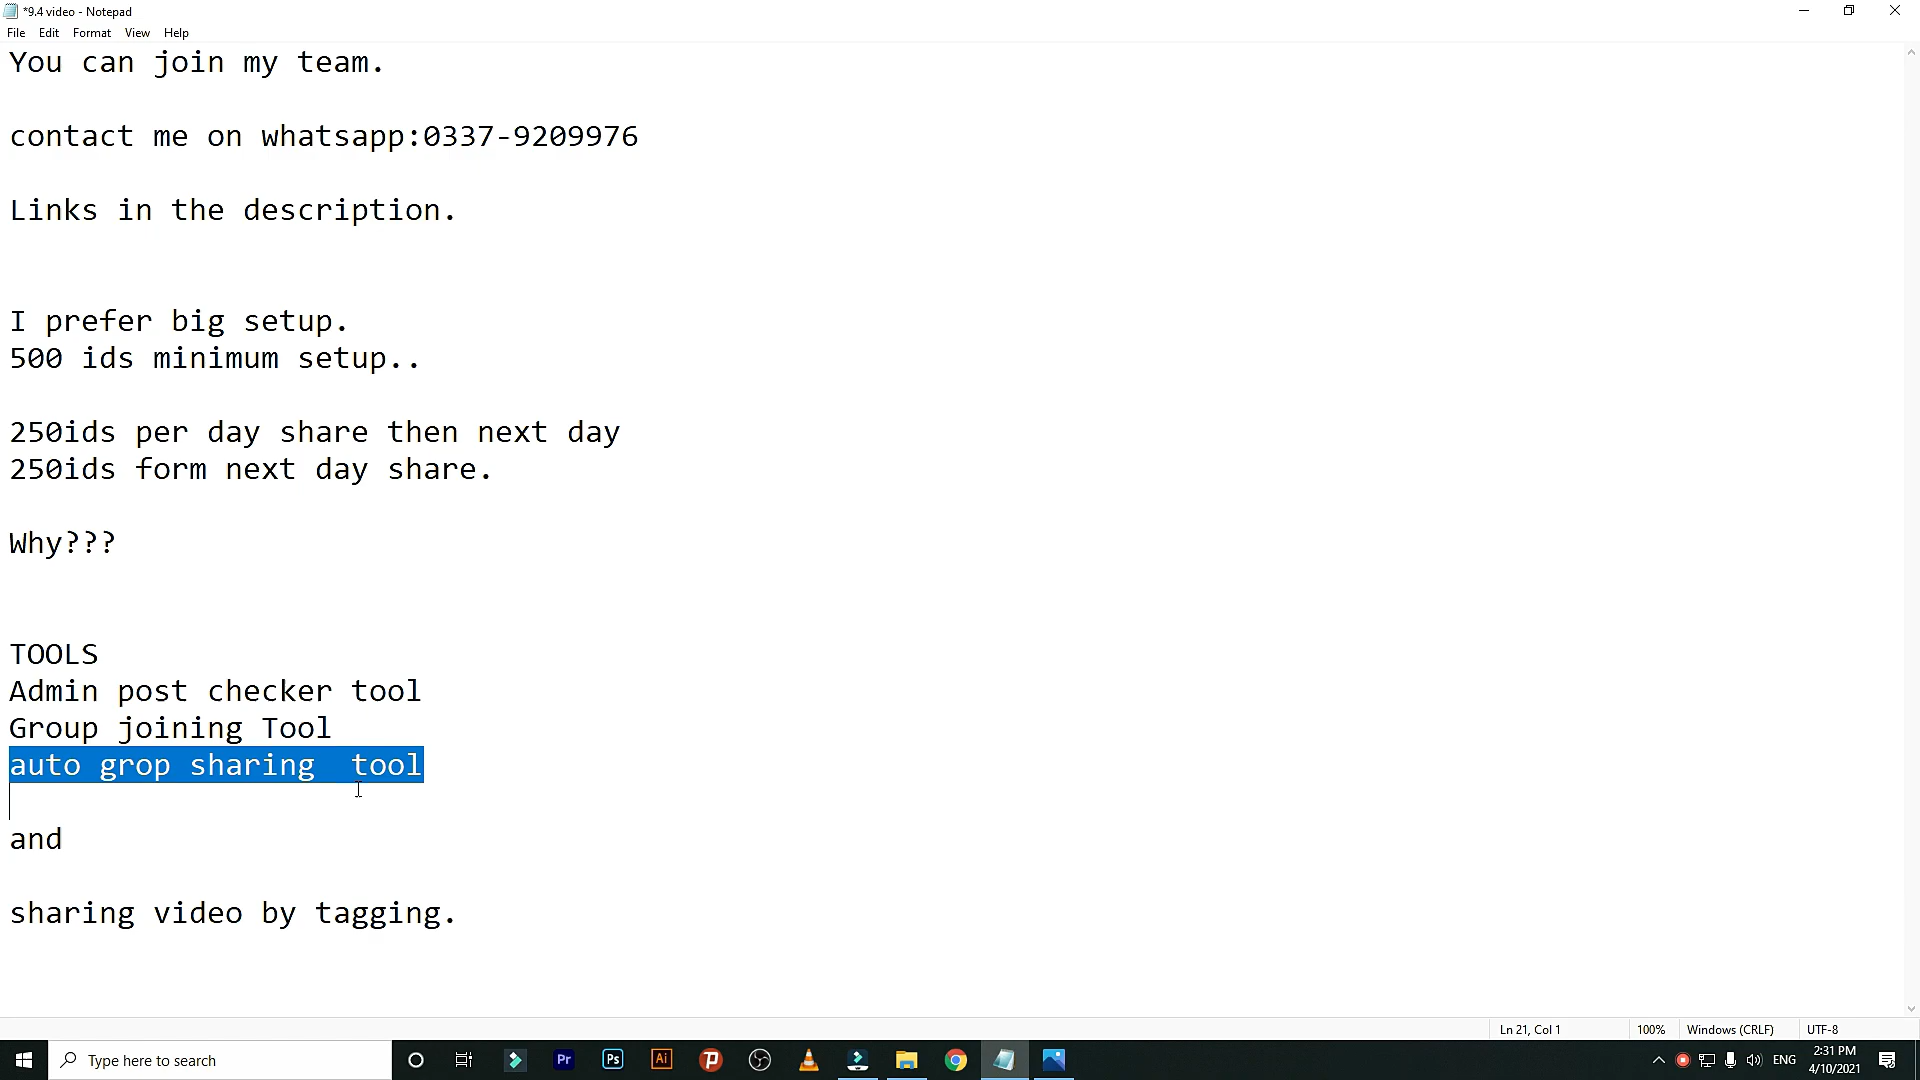 *9.4 video - Notepad
File Edit Format View Help
You can join my team.
contact me on whatsapp:0337-9209976
Links in the description.
I prefer big setup.
500 ids minimum setup..
250ids per day share then next day
250ids form next day share.
Why???
TOOLS
Admin post checker tool
Group joining Tool
auto grop sharing  tool
and
sharing video by tagging.
Ln 21, Col 1 100% Windows (CRLF) UTF-8
Type here to search
Pr Ps Ai
ENG
2:31 PM
4/10/2021